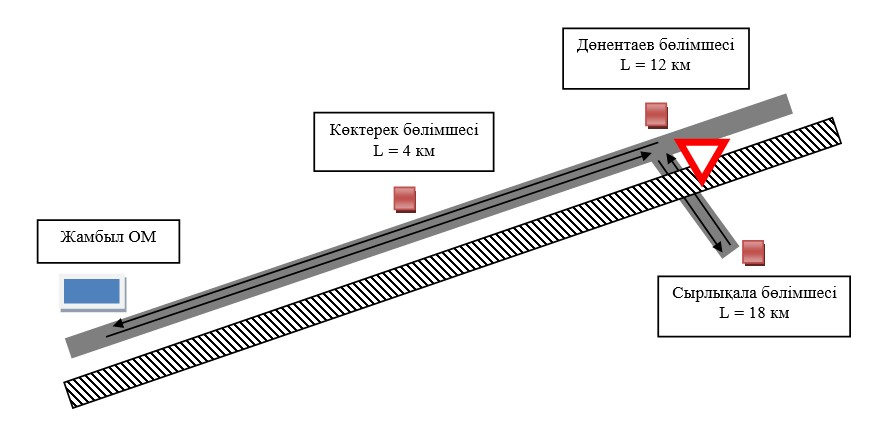 Дөнентаев бөлімшесі
L = 12 км
Көктерек бөлімшесі
L = 4 км
Жамбыл ОМ
Сырлықала бөлімшесі
L = 18 км